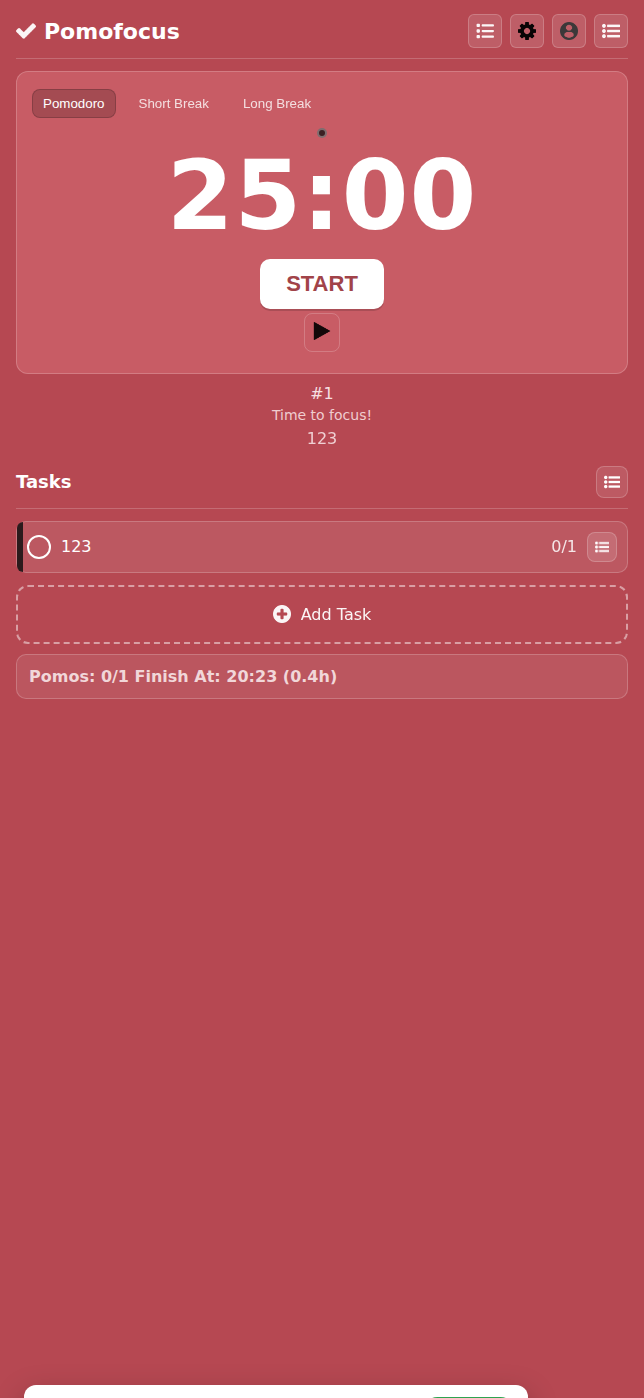 Pomofocus
Pomodoro Short Break Long Break
25:00
START
#1
Time to focus!
123
Tasks
123 0/1
Add Task
Pomos: 0/1 Finish At: 20:23 (0.4h)